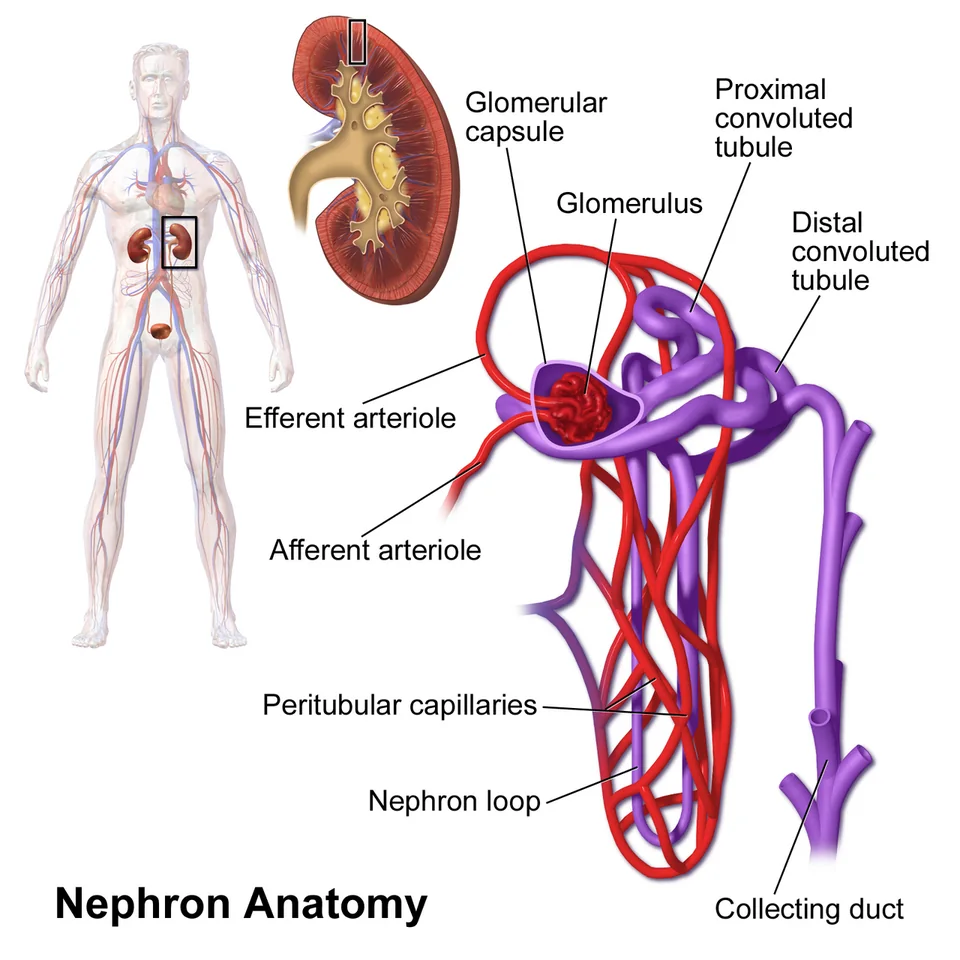 Glomerular
capsule
Proximal
convoluted
tubule
Glomerulus
Distal
convoluted
tubule
Efferent arteriole
Afferent arteriole
Peritubular capillaries
Nephron loop
Nephron Anatomy
Collecting duct